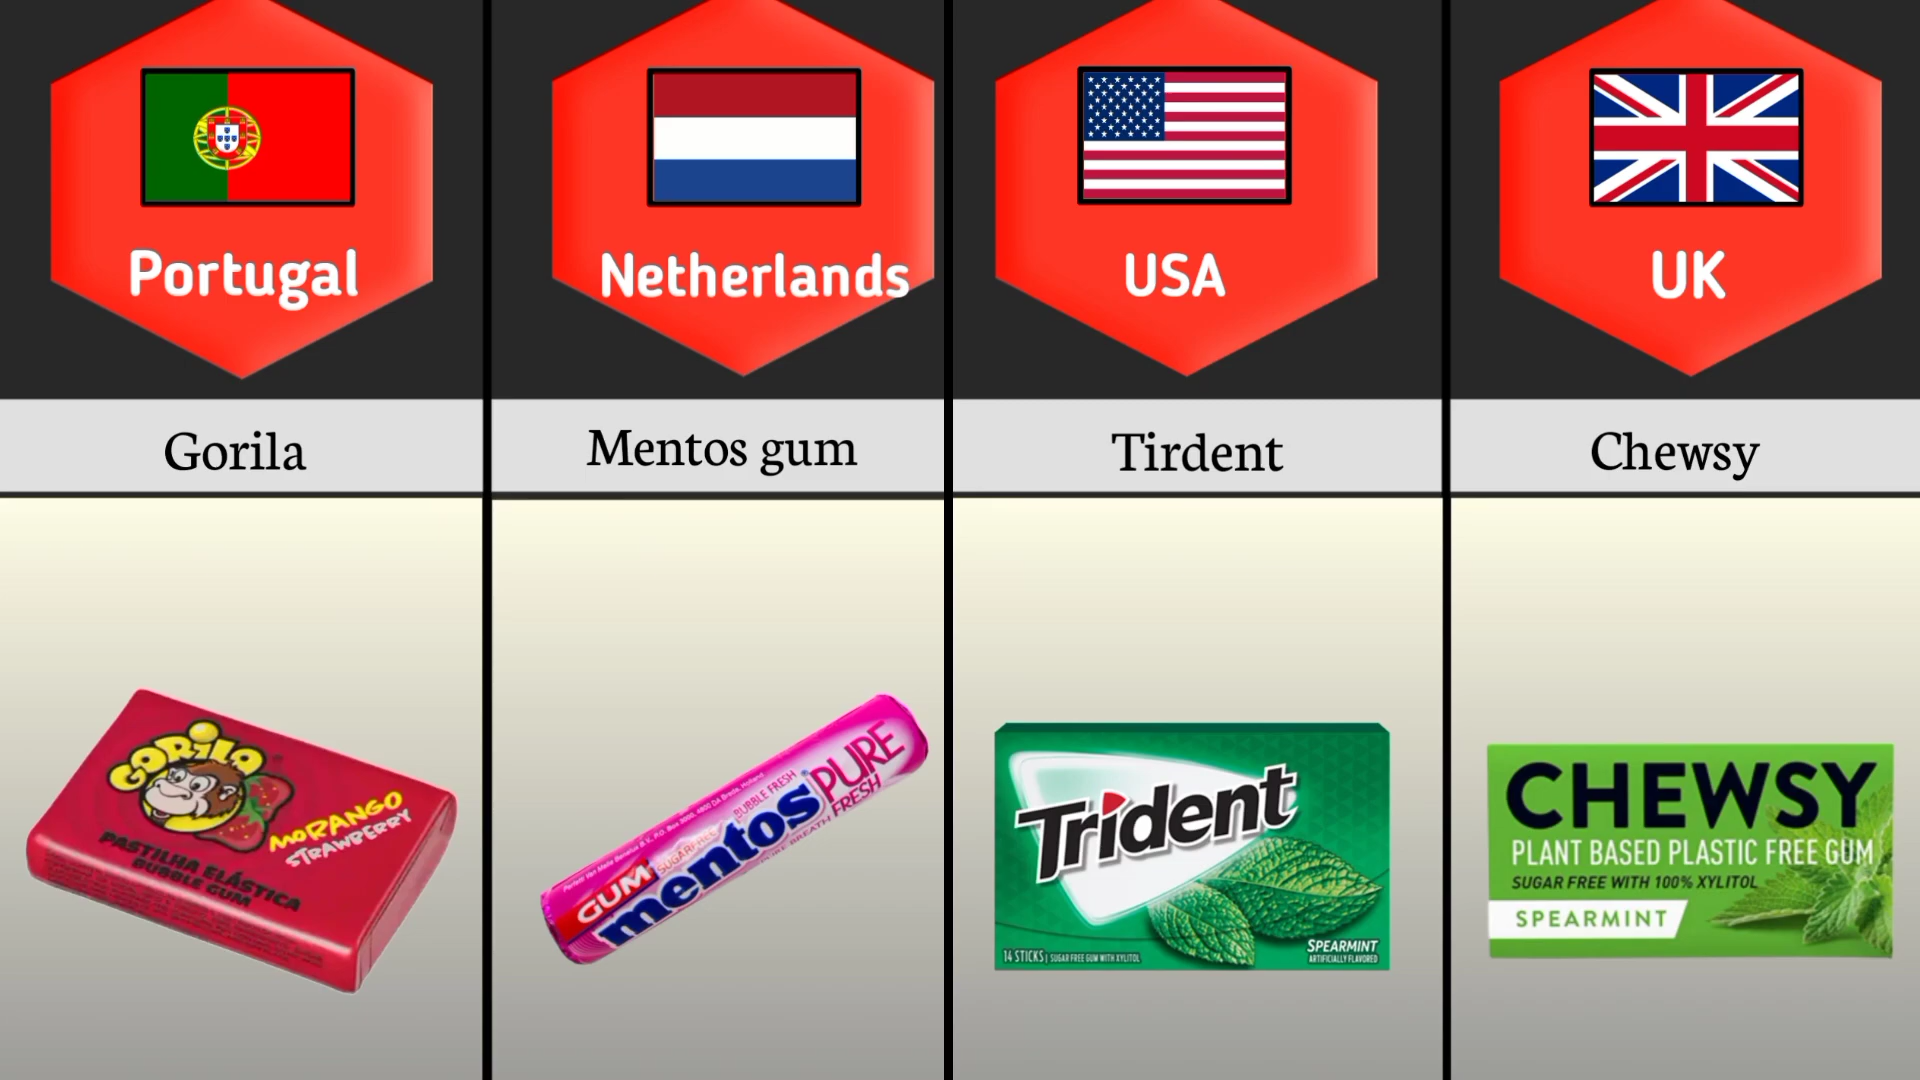 Portugal
Netherlands
USA
UK
Gorila
Mentos gum
Tirdent
Chewsy
GORILA
MORANGO
STRAWBERRY
PASTILHA ELÁSTICA
BUBBLE GUM
PURE
FRESH
BUBBLE FRESH
SUGARFREE
GUM
mentos
PURE BREATH
Trident
14 STICKS | SUGAR FREE GUM WITH XYLITOL
SPEARMINT
ARTIFICIALLY FLAVORED
CHEWSY
PLANT BASED PLASTIC FREE GUM
SUGAR FREE WITH 100% XYLITOL
SPEARMINT